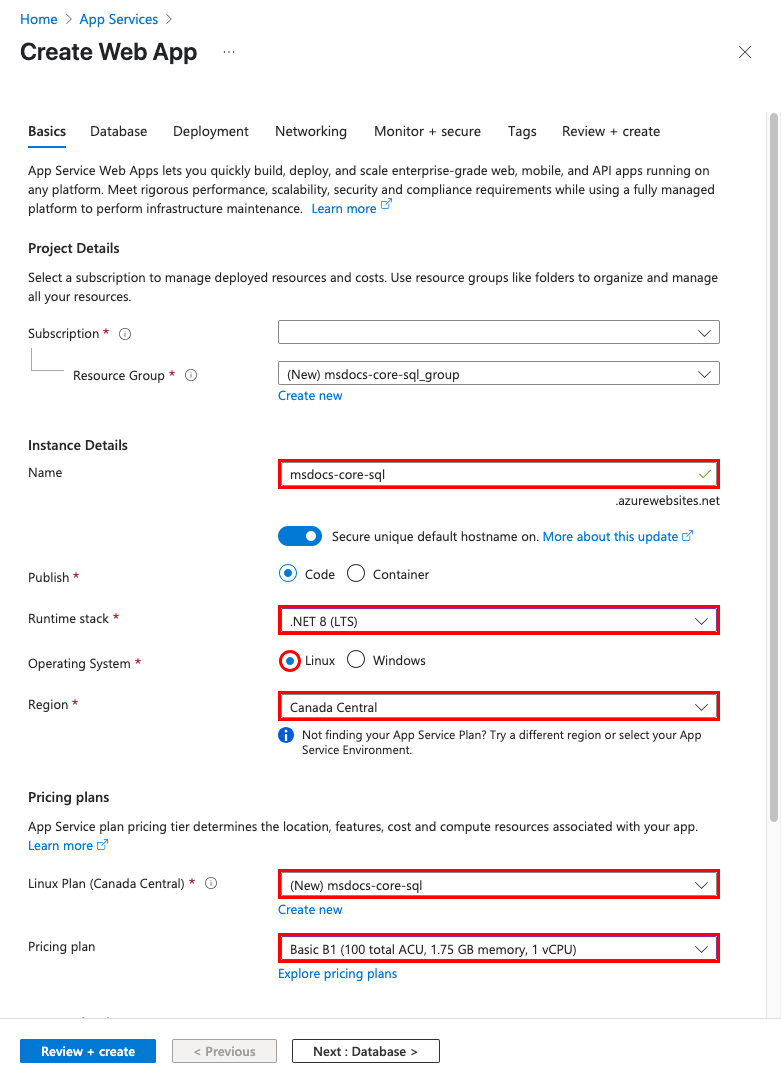 Home > App Services >
Create Web App ...
Basics Database Deployment Networking Monitor + secure Tags Review + create
App Service Web Apps lets you quickly build, deploy, and scale enterprise-grade web, mobile, and API apps running on
any platform. Meet rigorous performance, scalability, security and compliance requirements while using a fully managed
platform to perform infrastructure maintenance. Learn more
Project Details
Select a subscription to manage deployed resources and costs. Use resource groups like folders to organize and manage
all your resources.
Subscription *
Resource Group *
(New) msdocs-core-sql_group
Create new
Instance Details
Name
msdocs-core-sql
.azurewebsites.net
Secure unique default hostname on. More about this update
Publish *
Code Container
Runtime stack *
.NET 8 (LTS)
Operating System *
Linux Windows
Region *
Canada Central
Not finding your App Service Plan? Try a different region or select your App
Service Environment.
Pricing plans
App Service plan pricing tier determines the location, features, cost and compute resources associated with your app.
Learn more
Linux Plan (Canada Central) *
(New) msdocs-core-sql
Create new
Pricing plan
Basic B1 (100 total ACU, 1.75 GB memory, 1 vCPU)
Explore pricing plans
Review + create < Previous Next : Database >